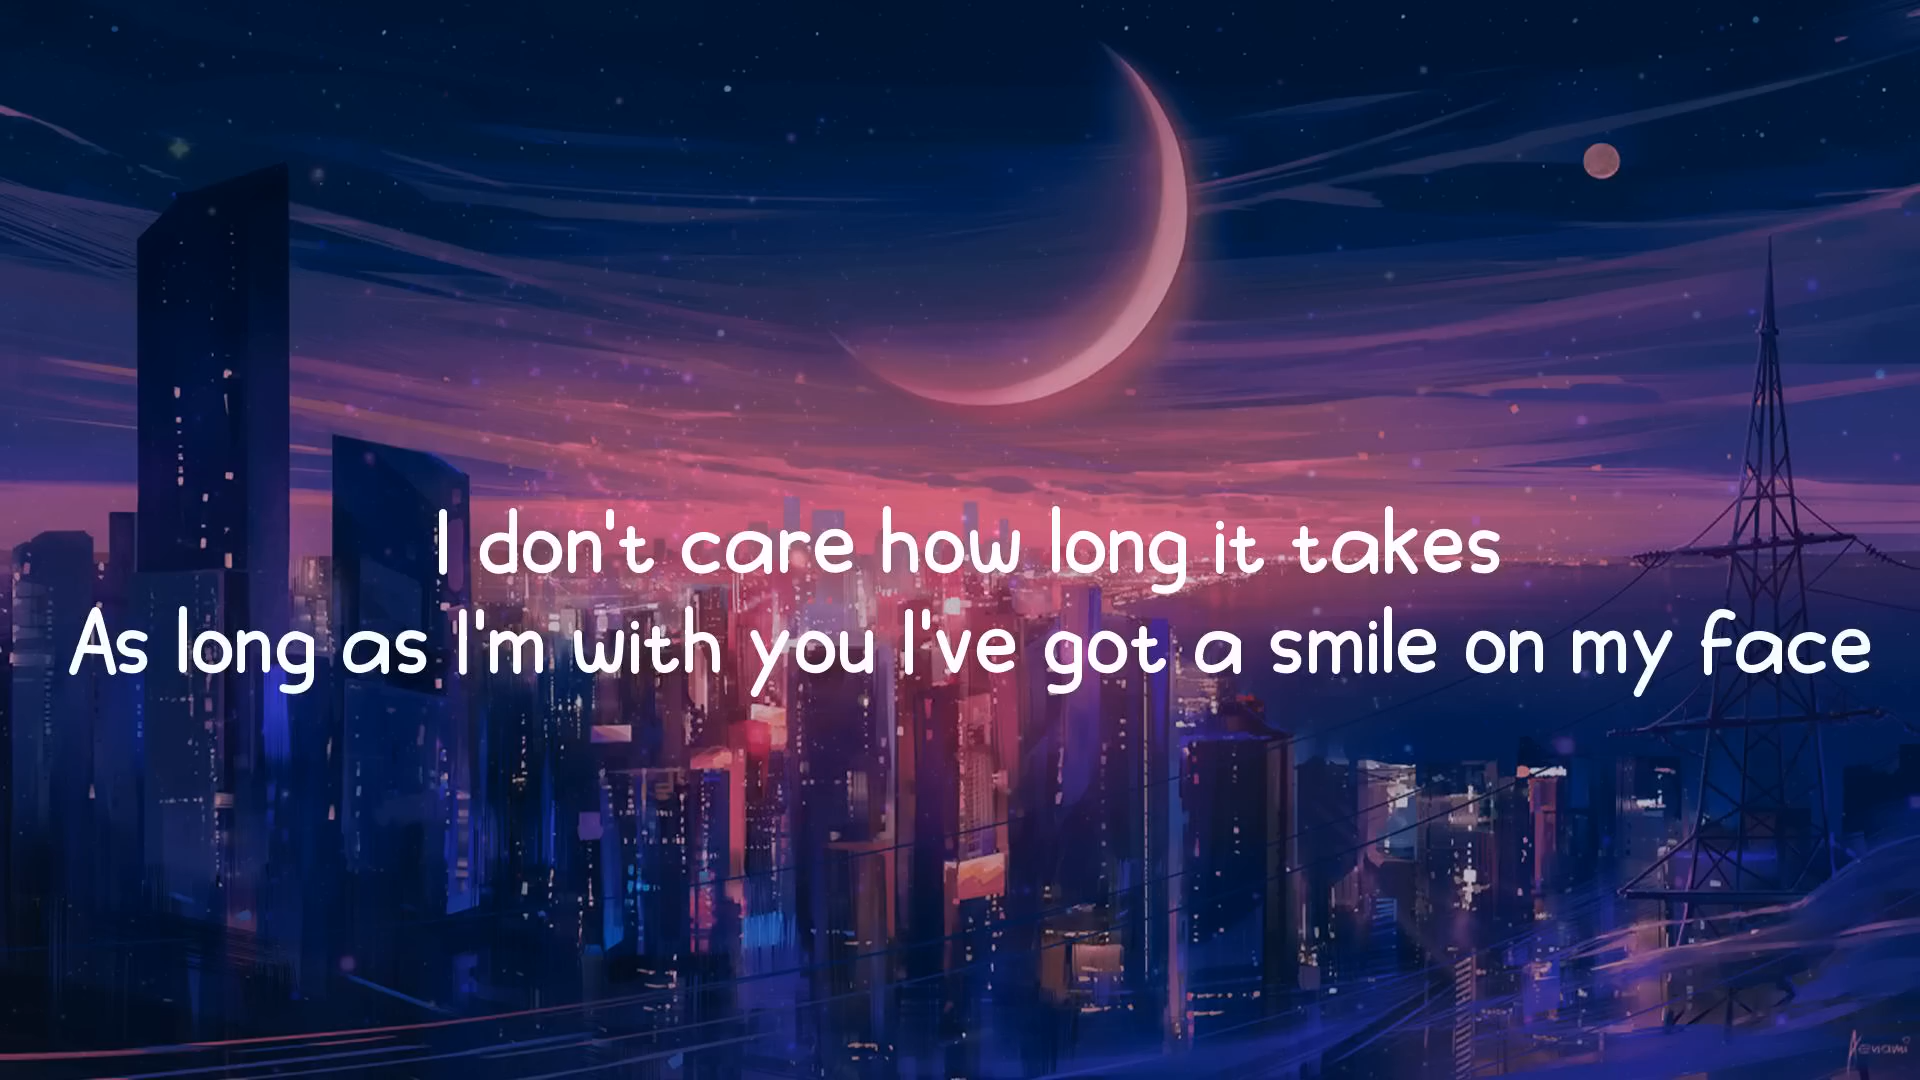 I don't care how long it takes
As long as I'm with you I've got a smile on my face